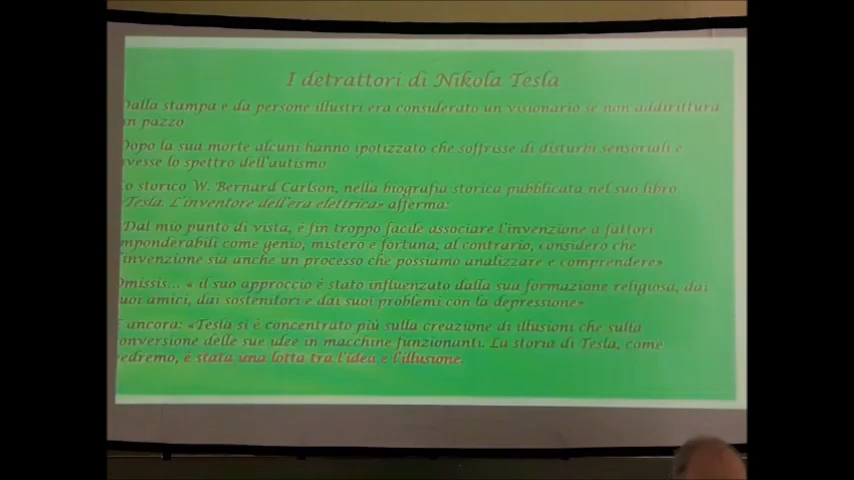 I detrattori di Nikola Tesla
Dalla stampa e da persone illustri era considerato un visionario se non addirittura
un pazzo
Dopo la sua morte alcuni hanno ipotizzato che soffrisse di disturbi sensoriali e
avesse lo spettro dell'autismo
Lo storico W. Bernard Carlson, nella biografia storica pubblicata nel suo libro
«Tesla. L'inventore dell'era elettrica» afferma:
«Dal mio punto di vista, è fin troppo facile associare l'invenzione a fattori
imponderabili come genio, mistero e fortuna; al contrario, considero che
l'invenzione sia anche un processo che possiamo analizzare e comprendere»
Omissis... « il suo approccio è stato influenzato dalla sua formazione religiosa, dai
suoi amici, dai sostenitori e dai suoi problemi con la depressione»
E ancora: «Tesla si è concentrato più sulla creazione di illusioni che sulla
conversione delle sue idee in macchine funzionanti. La storia di Tesla, come
vedremo, è stata una lotta tra l'idea e l'illusione.